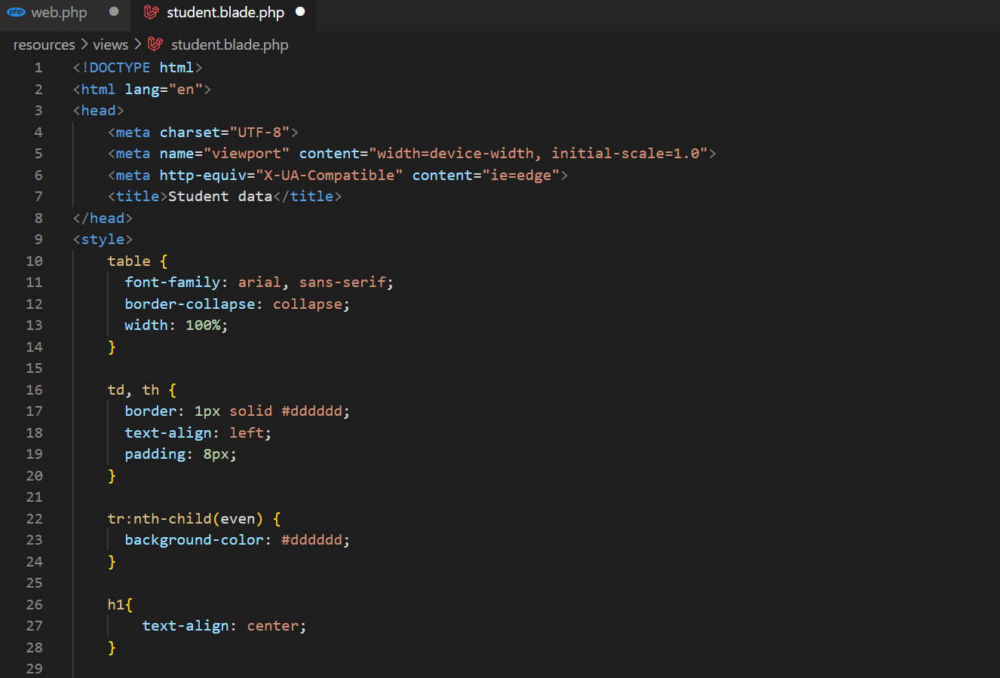 php web.php ● student.blade.php ●
resources > views > student.blade.php
1 <!DOCTYPE html>
2 <html lang="en">
3 <head>
4     <meta charset="UTF-8">
5     <meta name="viewport" content="width=device-width, initial-scale=1.0">
6     <meta http-equiv="X-UA-Compatible" content="ie=edge">
7     <title>Student data</title>
8 </head>
9 <style>
10     table {
11       font-family: arial, sans-serif;
12       border-collapse: collapse;
13       width: 100%;
14     }
15
16     td, th {
17       border: 1px solid #dddddd;
18       text-align: left;
19       padding: 8px;
20     }
21
22     tr:nth-child(even) {
23       background-color: #dddddd;
24     }
25
26     h1{
27         text-align: center;
28     }
29